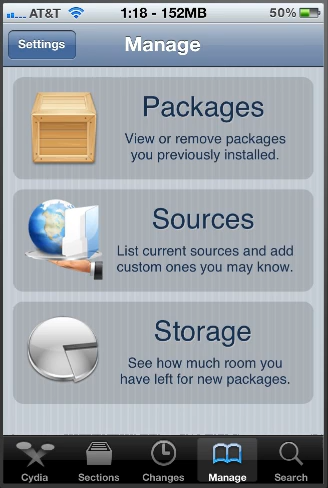 AT&T 1:18 - 152MB 50%
Settings Manage
Packages
View or remove packages
you previously installed.
Sources
List current sources and add
custom ones you may know.
Storage
See how much room you
have left for new packages.
Cydia Sections Changes Manage Search